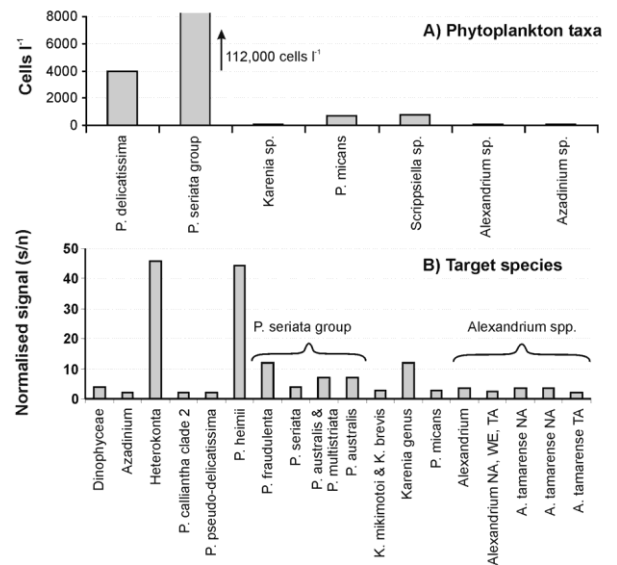 A) Phytoplankton taxa
Cells l⁻¹
8000
6000
4000
2000
0
112,000 cells l⁻¹
P. delicatissima
P. seriata group
Karenia sp.
P. micans
Scrippsiella sp.
Alexandrium sp.
Azadinium sp.
B) Target species
Normalised signal (s/n)
50
40
30
20
10
0
P. seriata group
Alexandrium spp.
Dinophyceae
Azadinium
Heterokonta
P. calliantha clade 2
P. pseudo-delicatissima
P. heimii
P. fraudulenta
P. seriata
P. australis &
P. multistriata
P. australis
K. mikimotoi & K. brevis
Karenia genus
P. micans
Alexandrium
Alexandrium NA, WE, TA
A. tamarense NA
A. tamarense NA
A. tamarense TA